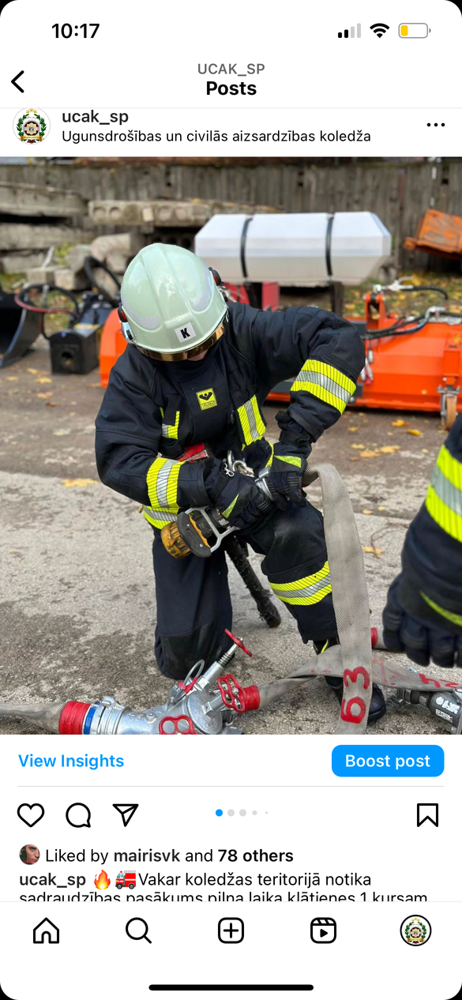 10:17
UCAK_SP
Posts
ucak_sp
Ugunsdrošības un civilās aizsardzības koledža
K
63
View Insights
Boost post
Liked by mairisvk and 78 others
ucak_sp 🔥🚒Vakar koledžas teritorijā notika
sadraudzības pasākums pilna laika klātienes 1.kursam